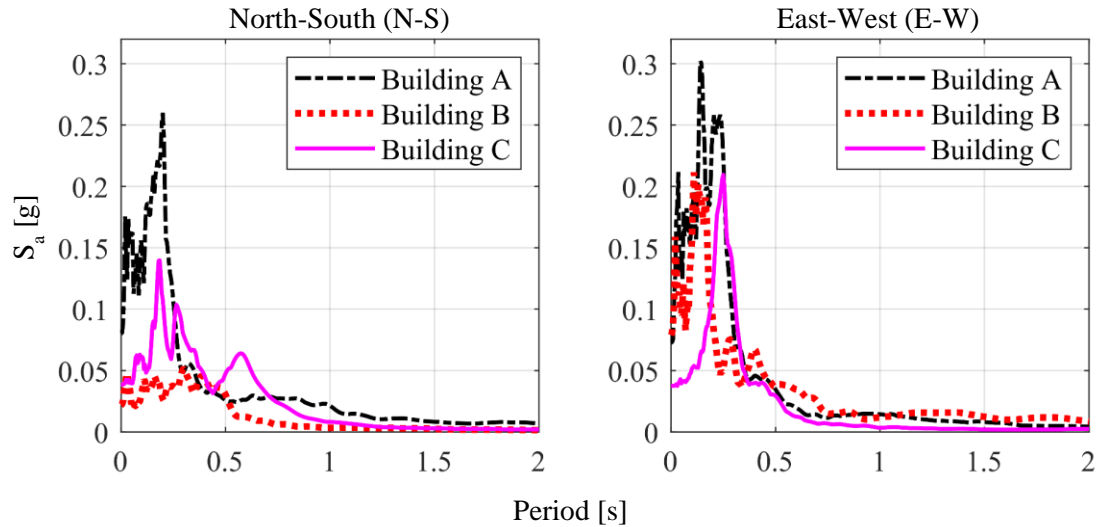 North-South (N-S)
East-West (E-W)
0.3
0.25
0.2
0.15
0.1
0.05
0
S_a [g]
Building A
Building B
Building C
0
0.5
1
1.5
2
0.3
0.25
0.2
0.15
0.1
0.05
0
Building A
Building B
Building C
0
0.5
1
1.5
2
Period [s]